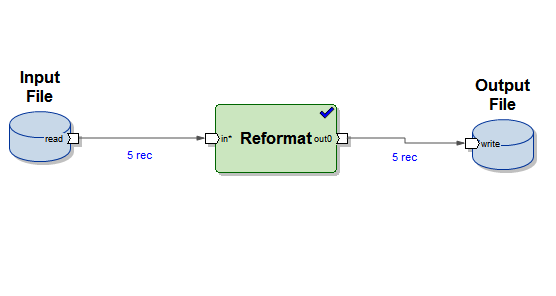 Input
File
read
5 rec
in*
Reformat
out0
5 rec
Output
File
write